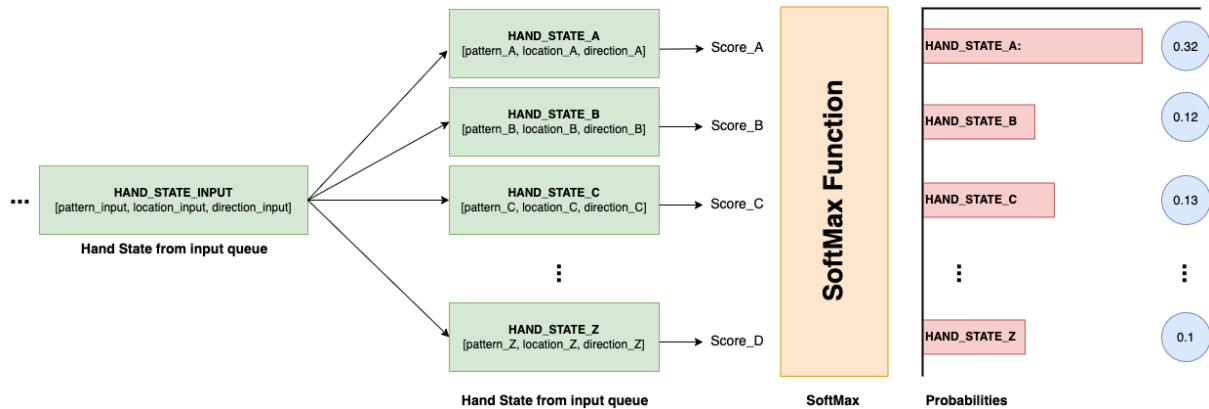 HAND_STATE_A
[pattern_A, location_A, direction_A]
Score_A
HAND_STATE_A:
0.32
HAND_STATE_B
[pattern_B, location_B, direction_B]
Score_B
HAND_STATE_B
0.12
...
HAND_STATE_INPUT
[pattern_input, location_input, direction_input]
Hand State from input queue
HAND_STATE_C
[pattern_C, location_C, direction_C]
Score_C
HAND_STATE_C
0.13
SoftMax Function
...
...
...
HAND_STATE_Z
[pattern_Z, location_Z, direction_Z]
Score_D
HAND_STATE_Z
0.1
Hand State from input queue
SoftMax
Probabilities